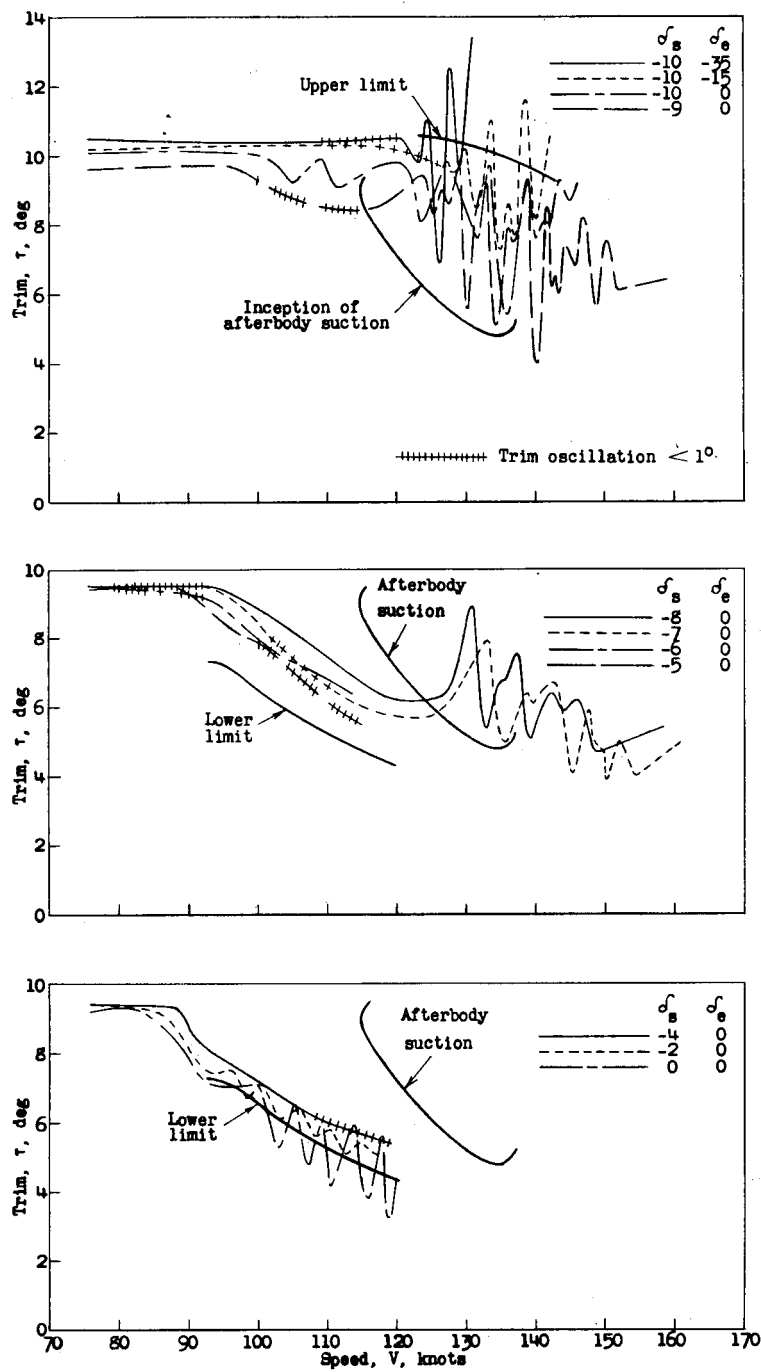 14
12
10
8
6
4
2
0
Trim, τ, deg
δs δe
-10 -35
-10 -15
-10 0
-9 0
Upper limit
Inception of
afterbody suction
Trim oscillation < 1°
10
8
6
4
2
0
Trim, τ, deg
Afterbody
suction
δs δe
-8 0
-7 0
-6 0
-5 0
Lower
limit
10
8
6
4
2
0
Trim, τ, deg
Afterbody
suction
δs δe
-4 0
-2 0
0 0
Lower
limit
70 80 90 100 110 120 130 140 150 160 170
Speed, V, knots